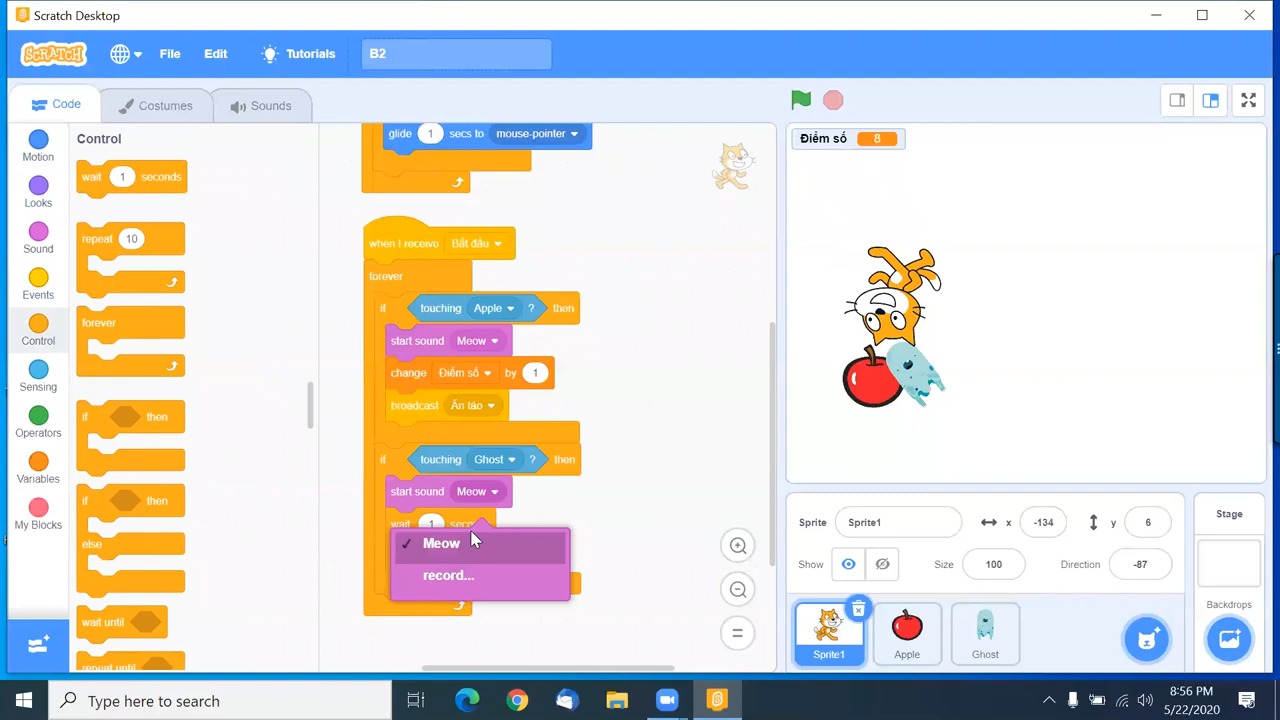 Scratch Desktop
SCRATCH File Edit Tutorials B2
Code Costumes Sounds
Motion
Looks
Sound
Events
Control
Sensing
Operators
Variables
My Blocks
Control
wait 1 seconds
repeat 10
forever
if then
if then
else
wait until
repeat until
glide 1 secs to mouse-pointer
when I receive Bắt đầu
forever
if touching Apple ? then
start sound Meow
change Điểm số by 1
broadcast Ăn táo
if touching Ghost ? then
start sound Meow
wait 1
✓ Meow
record...
Điểm số 8
Sprite Sprite1 x -134 y 6
Show Size 100 Direction -87
Sprite1 Apple Ghost
Stage
Backdrops
Type here to search
8:56 PM
5/22/2020